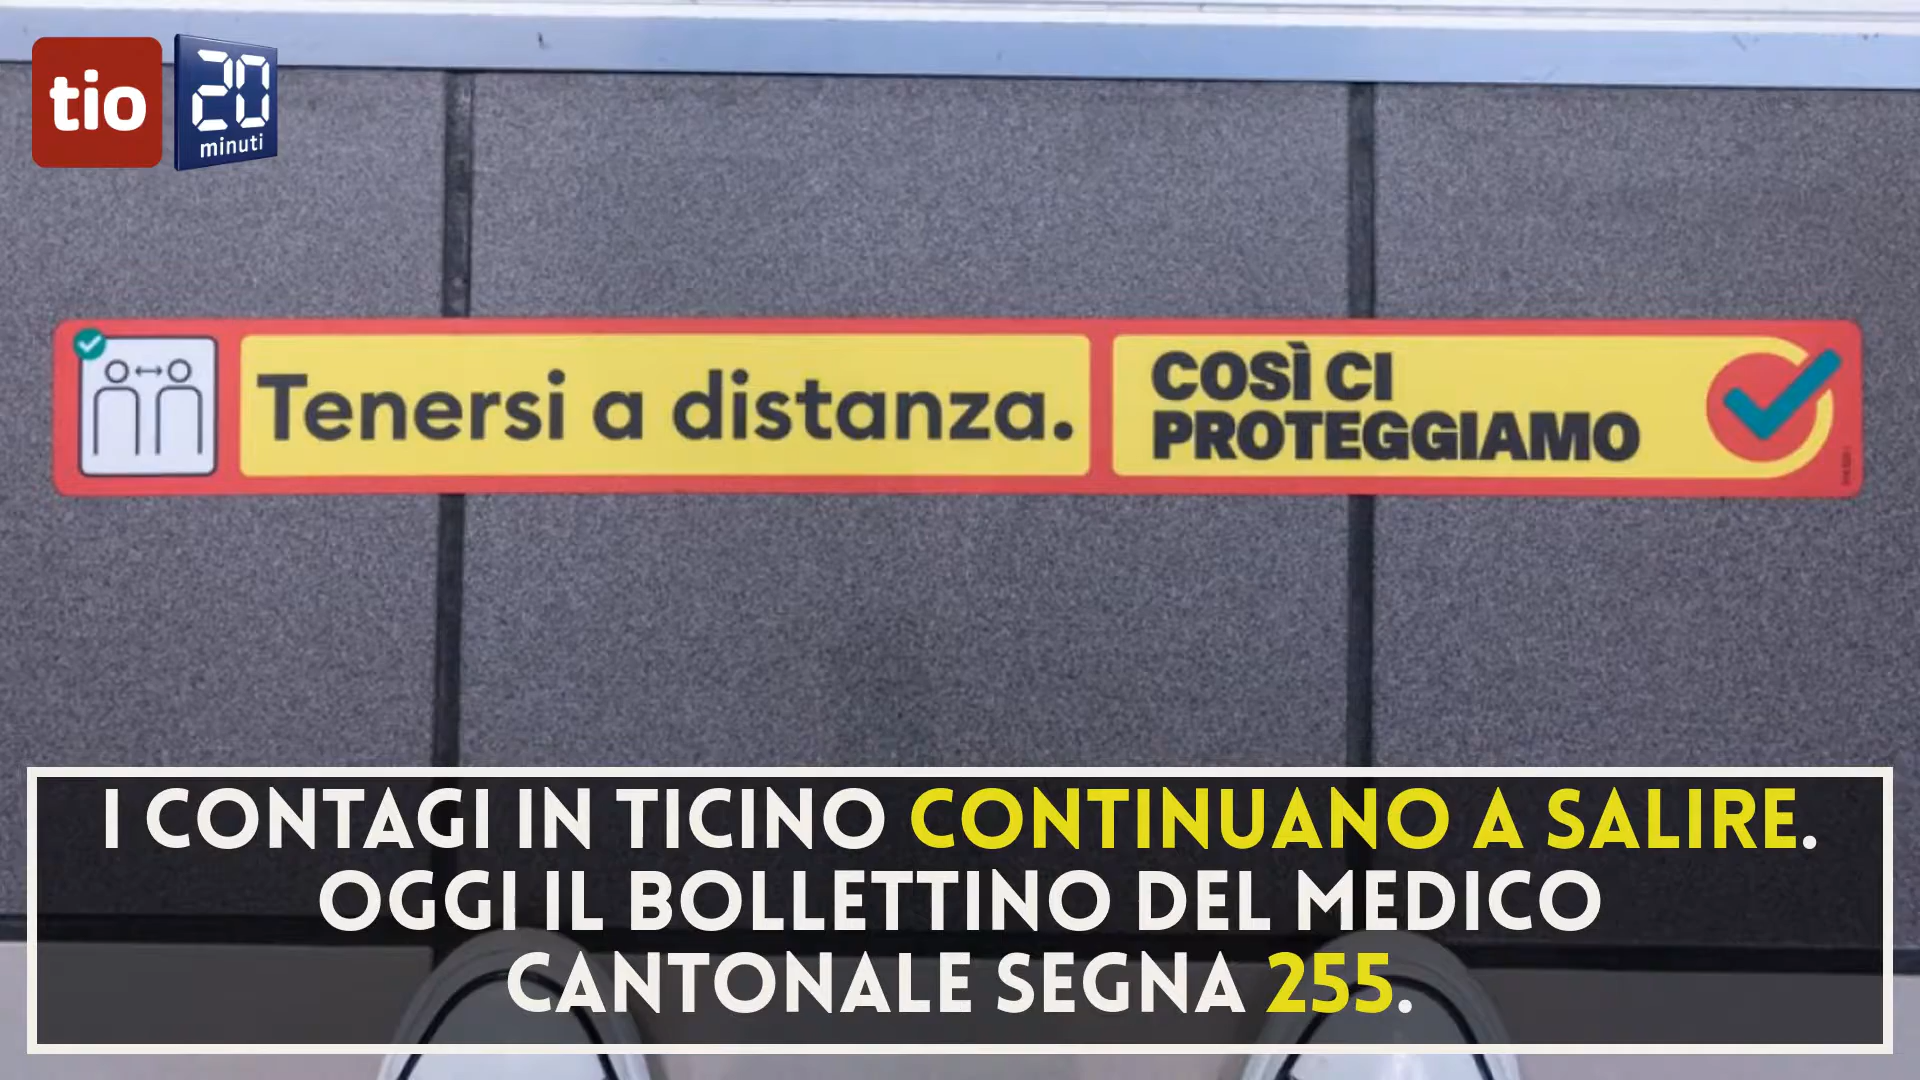 tio
20
minuti
Tenersi a distanza.
COSÌ CI
PROTEGGIAMO
I CONTAGI IN TICINO CONTINUANO A SALIRE.
OGGI IL BOLLETTINO DEL MEDICO
CANTONALE SEGNA 255.